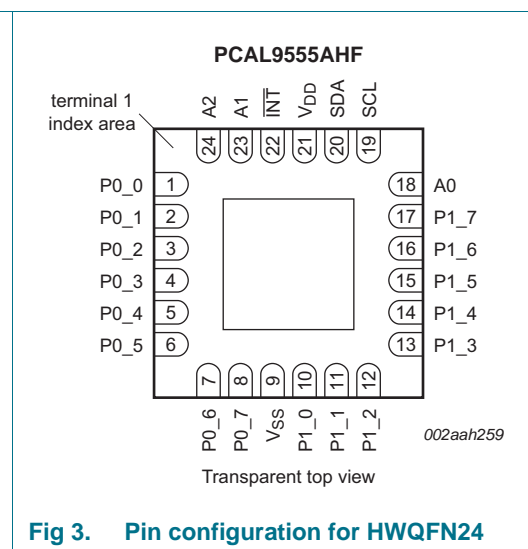 PCAL9555AHF
terminal 1
index area
A2
A1
INT
VDD
SDA
SCL
24
23
22
21
20
19
P0_0 1
P0_1 2
P0_2 3
P0_3 4
P0_4 5
P0_5 6
18 A0
17 P1_7
16 P1_6
15 P1_5
14 P1_4
13 P1_3
7
8
9
10
11
12
P0_6
P0_7
VSS
P1_0
P1_1
P1_2
002aah259
Transparent top view
Fig 3. Pin configuration for HWQFN24